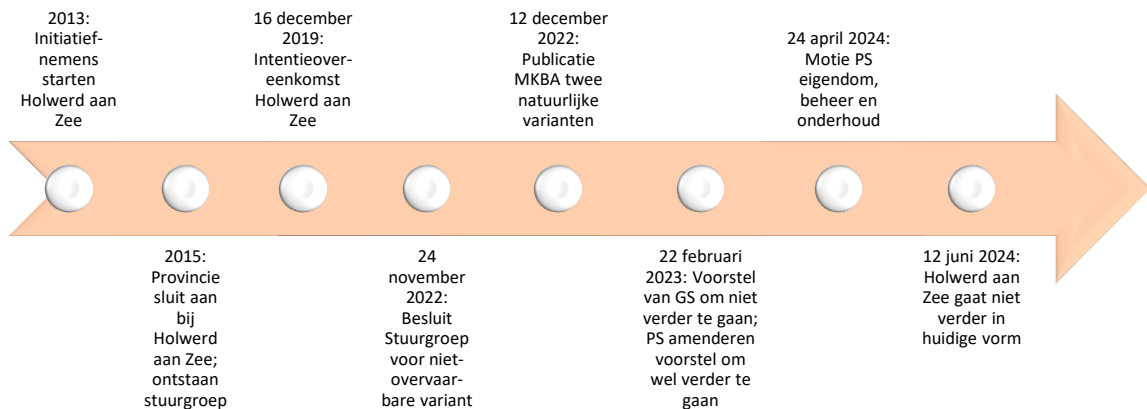 2013:
Initiatief-
nemens
starten
Holwerd aan
Zee
2015:
Provincie
sluit aan
bij
Holwerd
aan Zee;
ontstaan
stuurgroep
16 december
2019:
Intentieover-
eenkomst
Holwerd aan
Zee
24
november
2022:
Besluit
Stuurgroep
voor niet-
overvaar-
bare variant
12 december
2022:
Publicatie
MKBA twee
natuurlijke
varianten
22 februari
2023: Voorstel
van GS om niet
verder te gaan;
PS amenderen
voorstel om
wel verder te
gaan
24 april 2024:
Motie PS
eigendom,
beheer en
onderhoud
12 juni 2024:
Holwerd aan
Zee gaat niet
verder in
huidige vorm